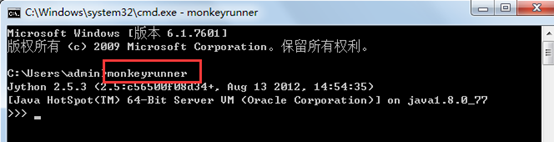 C:\Windows\system32\cmd.exe - monkeyrunner
Microsoft Windows [版本 6.1.7601]
版权所有 (c) 2009 Microsoft Corporation。保留所有权利。
C:\Users\admin>monkeyrunner
Jython 2.5.3 (2.5:c56500f08d34+, Aug 13 2012, 14:54:35)
[Java HotSpot(TM) 64-Bit Server VM (Oracle Corporation)] on java1.8.0_77
>>> _